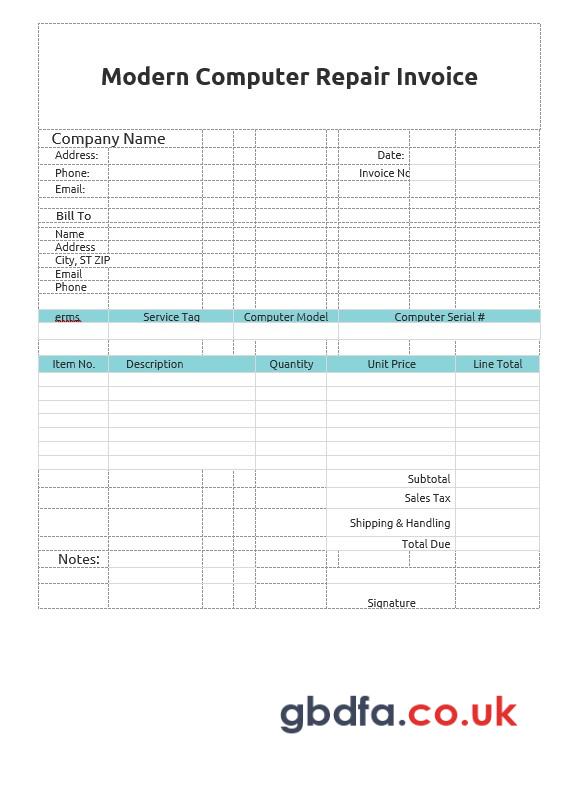 Modern Computer Repair Invoice
Company Name
Address: Date:
Phone: Invoice No
Email:
Bill To
Name
Address
City, ST ZIP
Email
Phone
erms Service Tag Computer Model Computer Serial #
Item No. Description Quantity Unit Price Line Total
Subtotal
Sales Tax
Shipping & Handling
Total Due
Notes:
Signature
gbdfa.co.uk